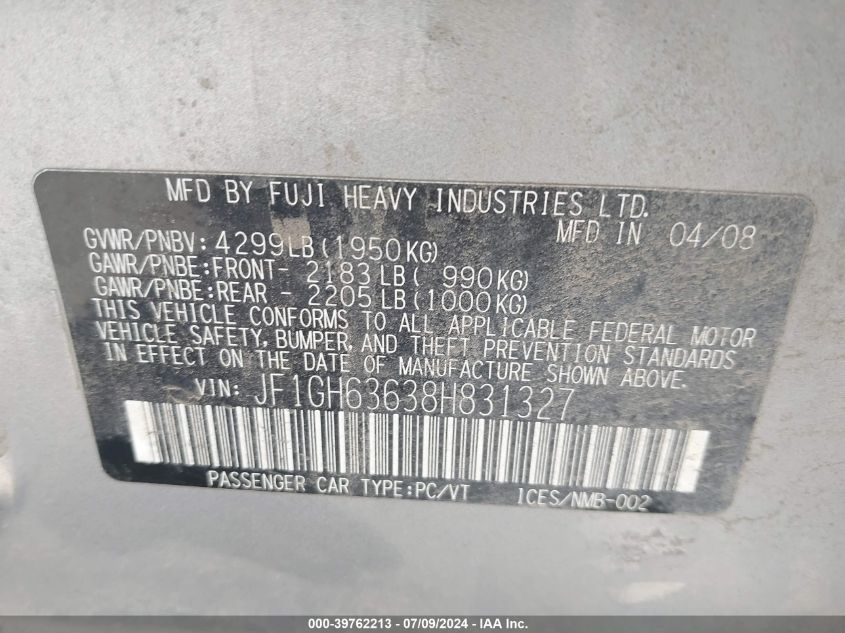 MFD BY FUJI HEAVY INDUSTRIES LTD.
MFD IN 04/08
GVWR/PNBV: 4299LB(1950KG)
GAWR/PNBE:FRONT- 2183LB( 990KG)
GAWR/PNBE:REAR - 2205LB(1000KG)
THIS VEHICLE CONFORMS TO ALL APPLICABLE FEDERAL MOTOR
VEHICLE SAFETY, BUMPER, AND THEFT PREVENTION STANDARDS
IN EFFECT ON THE DATE OF MANUFACTURE SHOWN ABOVE.
VIN: JF1GH63638H831327
PASSENGER CAR TYPE:PC/VT ICES/NMB-002
000-39762213 - 07/09/2024 - IAA Inc.